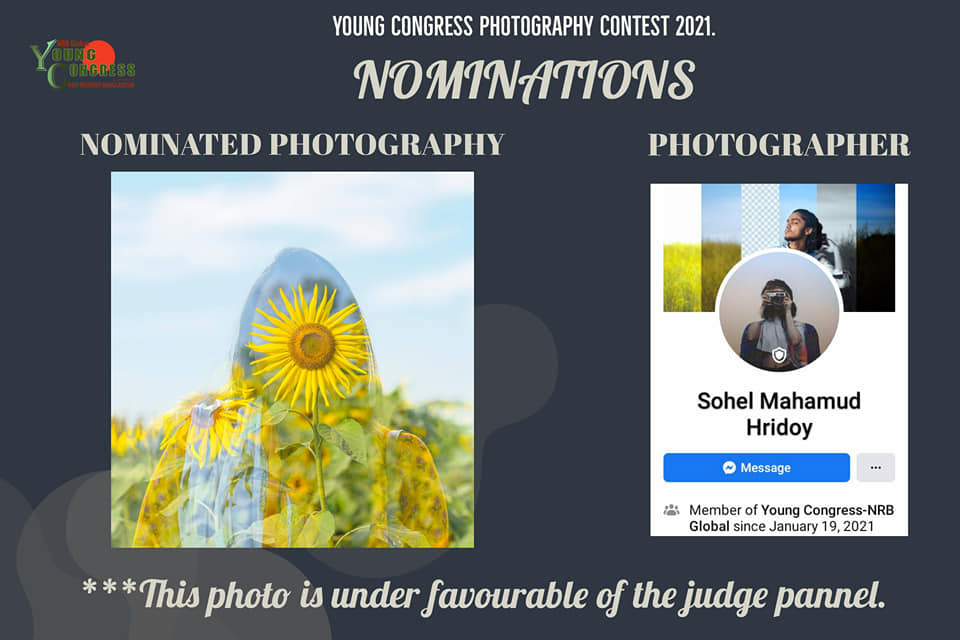 YOUNG CONGRESS PHOTOGRAPHY CONTEST 2021.
YOUNG
CONGRESS
NOMINATIONS
NOMINATED PHOTOGRAPHY
PHOTOGRAPHER
Sohel Mahamud
Hridoy
Message
Member of Young Congress-NRB
Global since January 19, 2021
***This photo is under favourable of the judge pannel.